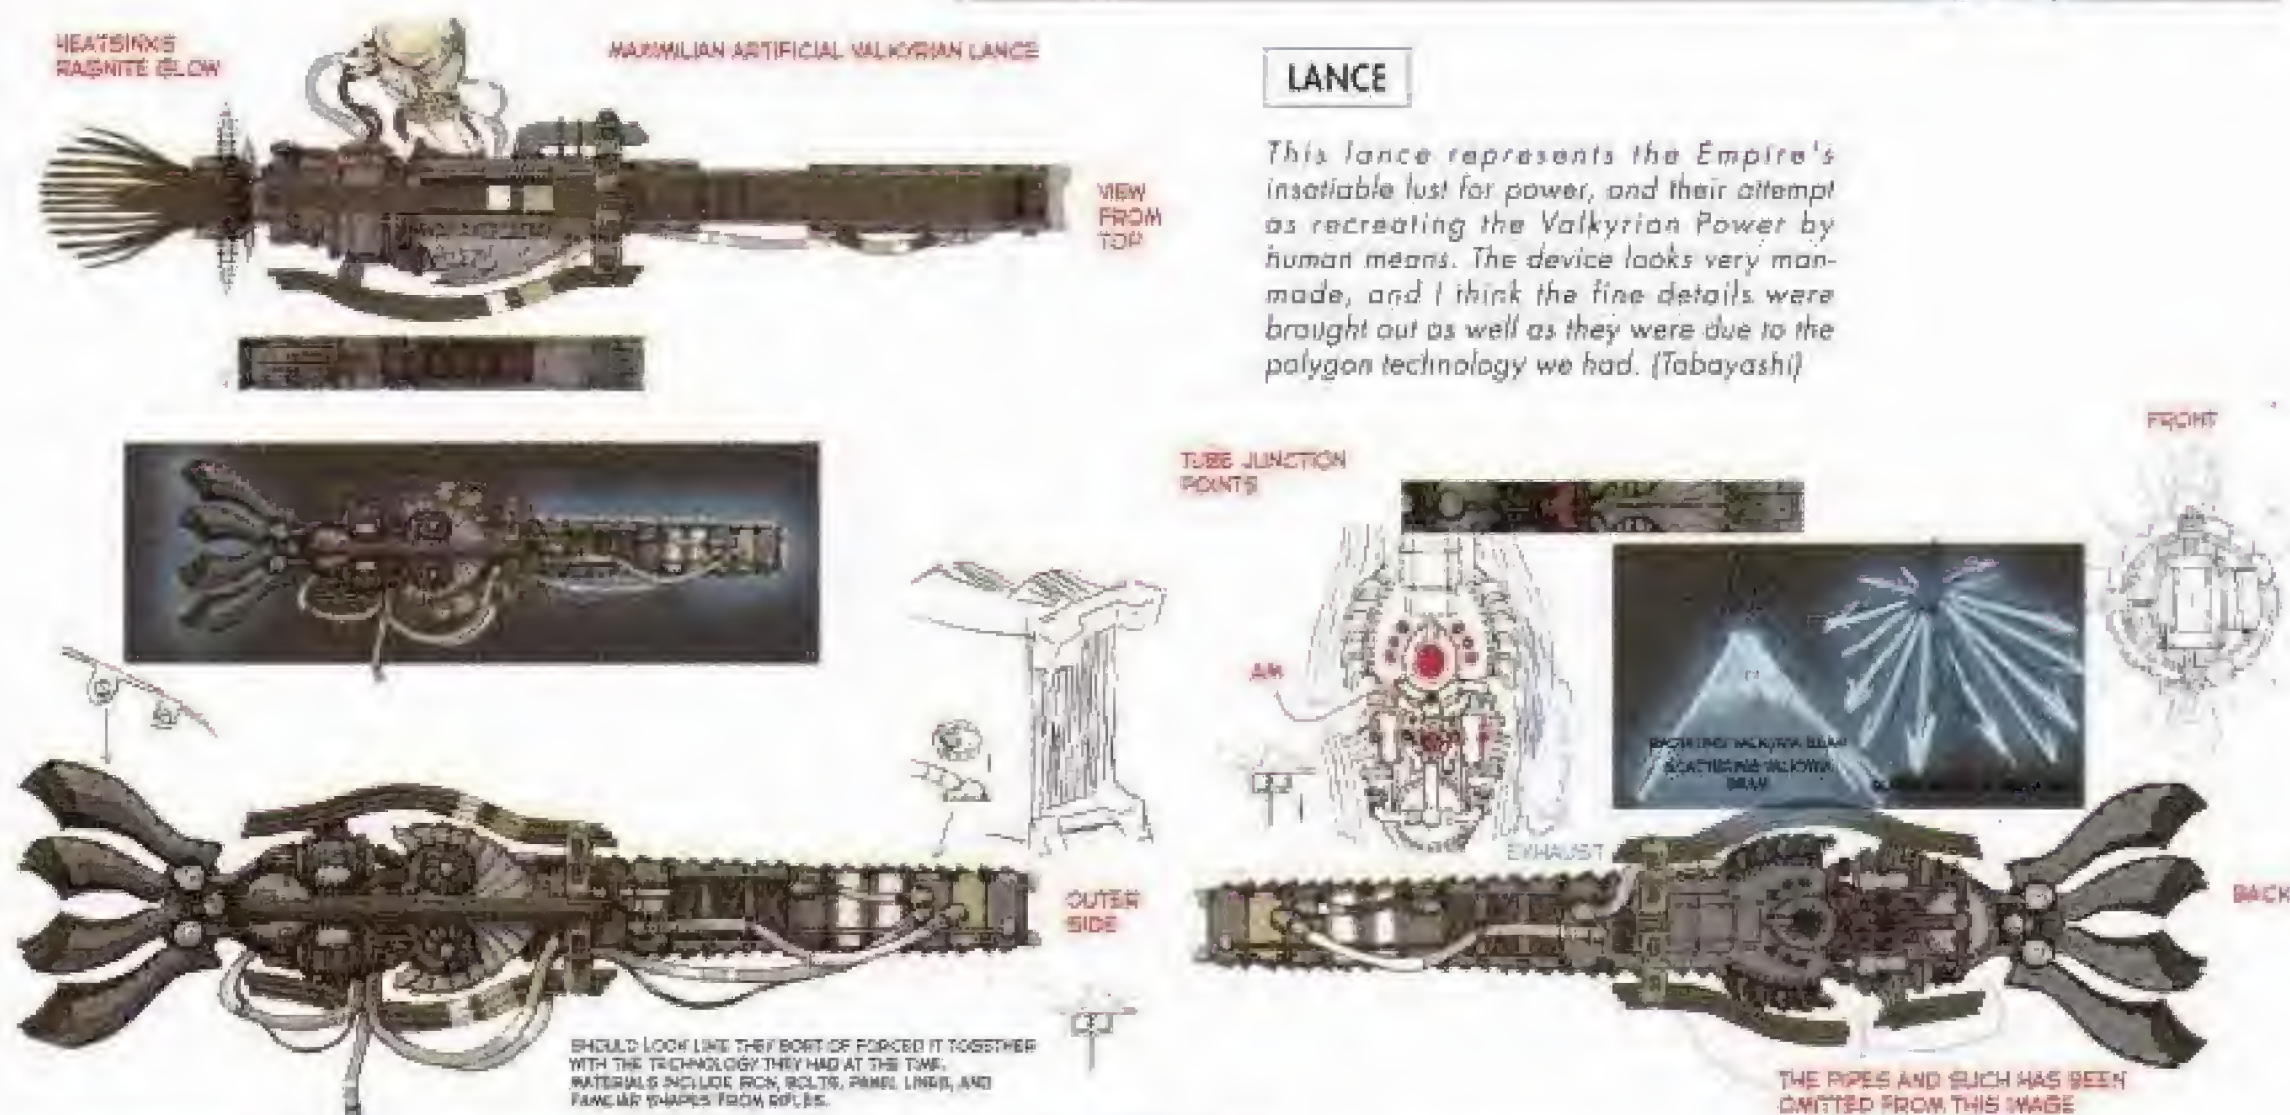 HEATSINKS
RAGNITE GLOW
MAXIMILIAN ARTIFICIAL VALKYRIAN LANCE
VIEW
FROM
TOP
LANCE
This lance represents the Empire's
insatiable lust for power, and their attempt
as recreating the Valkyrian Power by
human means. The device looks very man-
made, and I think the fine details were
brought out as well as they were due to the
polygon technology we had. (Tabayashi)
TUBE JUNCTION
POINTS
FRONT
SCATTERING VALKYRIA
BEAM
EXHAUST
OUTER
SIDE
BACK
SHOULD LOOK LIKE THEY SORT OF FORCED IT TOGETHER
WITH THE TECHNOLOGY THEY HAD AT THE TIME.
MATERIALS INCLUDE IRON, BOLTS, PANEL LINES, AND
FAMILIAR SHAPES FROM RIFLES.
THE PIPES AND SUCH HAS BEEN
OMITTED FROM THIS IMAGE